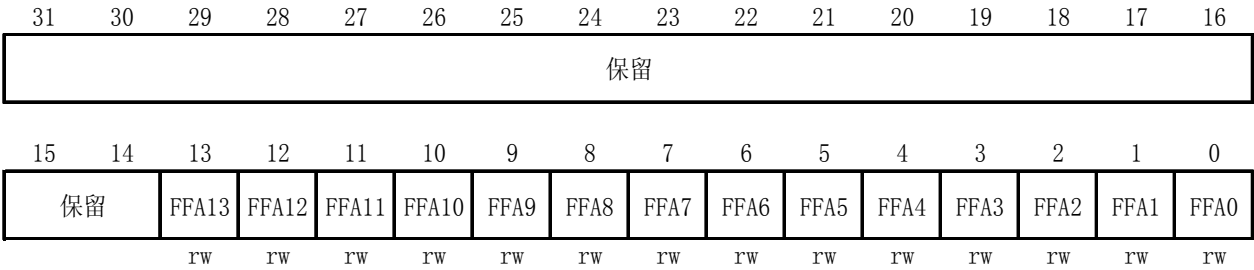 31 30 29 28 27 26 25 24 23 22 21 20 19 18 17 16
保留
15 14 13 12 11 10 9 8 7 6 5 4 3 2 1 0
保留 FFA13 FFA12 FFA11 FFA10 FFA9 FFA8 FFA7 FFA6 FFA5 FFA4 FFA3 FFA2 FFA1 FFA0
rw rw rw rw rw rw rw rw rw rw rw rw rw rw